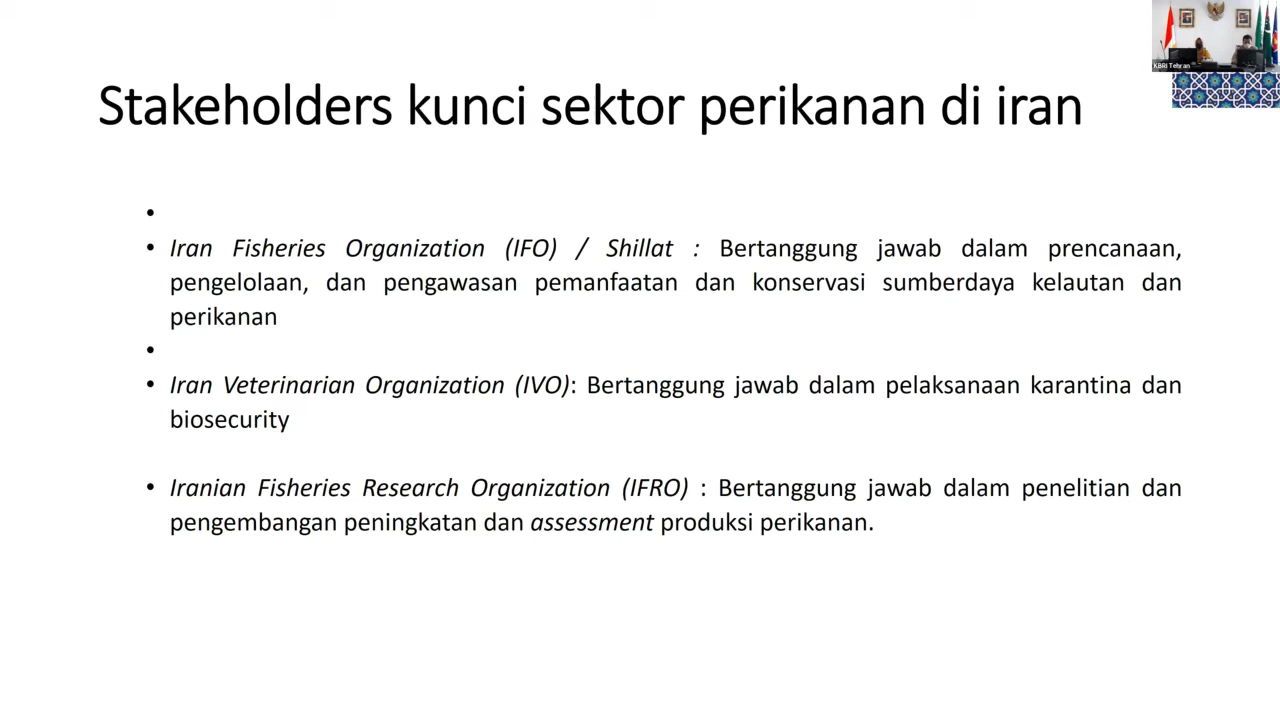 KBRI Tehran
Stakeholders kunci sektor perikanan di iran
•
• Iran Fisheries Organization (IFO) / Shillat : Bertanggung jawab dalam prencanaan,
pengelolaan, dan pengawasan pemanfaatan dan konservasi sumberdaya kelautan dan
perikanan
•
• Iran Veterinarian Organization (IVO): Bertanggung jawab dalam pelaksanaan karantina dan
biosecurity
• Iranian Fisheries Research Organization (IFRO) : Bertanggung jawab dalam penelitian dan
pengembangan peningkatan dan assessment produksi perikanan.